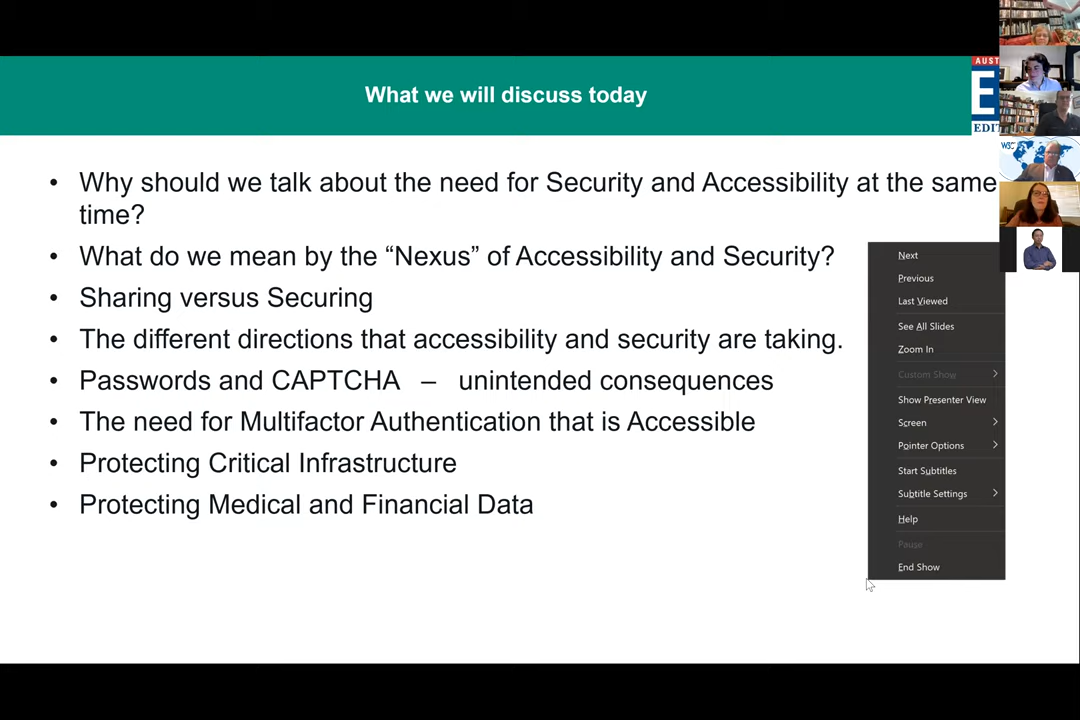 What we will discuss today
AUST
E
EDIT
• Why should we talk about the need for Security and Accessibility at the same
time?
• What do we mean by the “Nexus” of Accessibility and Security?
• Sharing versus Securing
• The different directions that accessibility and security are taking.
• Passwords and CAPTCHA – unintended consequences
• The need for Multifactor Authentication that is Accessible
• Protecting Critical Infrastructure
• Protecting Medical and Financial Data
Next
Previous
Last Viewed
See All Slides
Zoom In
Custom Show
Show Presenter View
Screen
Pointer Options
Start Subtitles
Subtitle Settings
Help
Pause
End Show